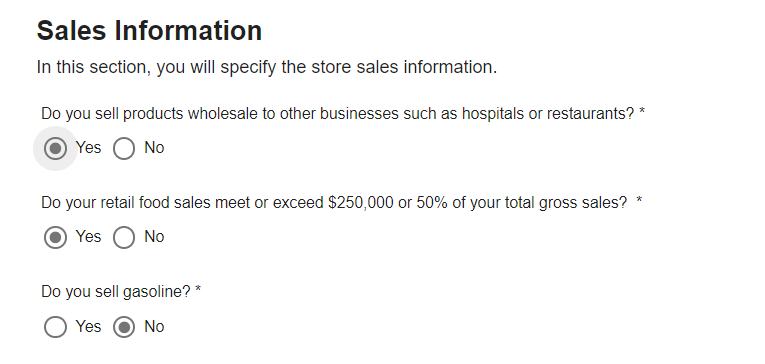 Sales Information
In this section, you will specify the store sales information.
Do you sell products wholesale to other businesses such as hospitals or restaurants? *
Yes No
Do your retail food sales meet or exceed $250,000 or 50% of your total gross sales? *
Yes No
Do you sell gasoline? *
Yes No